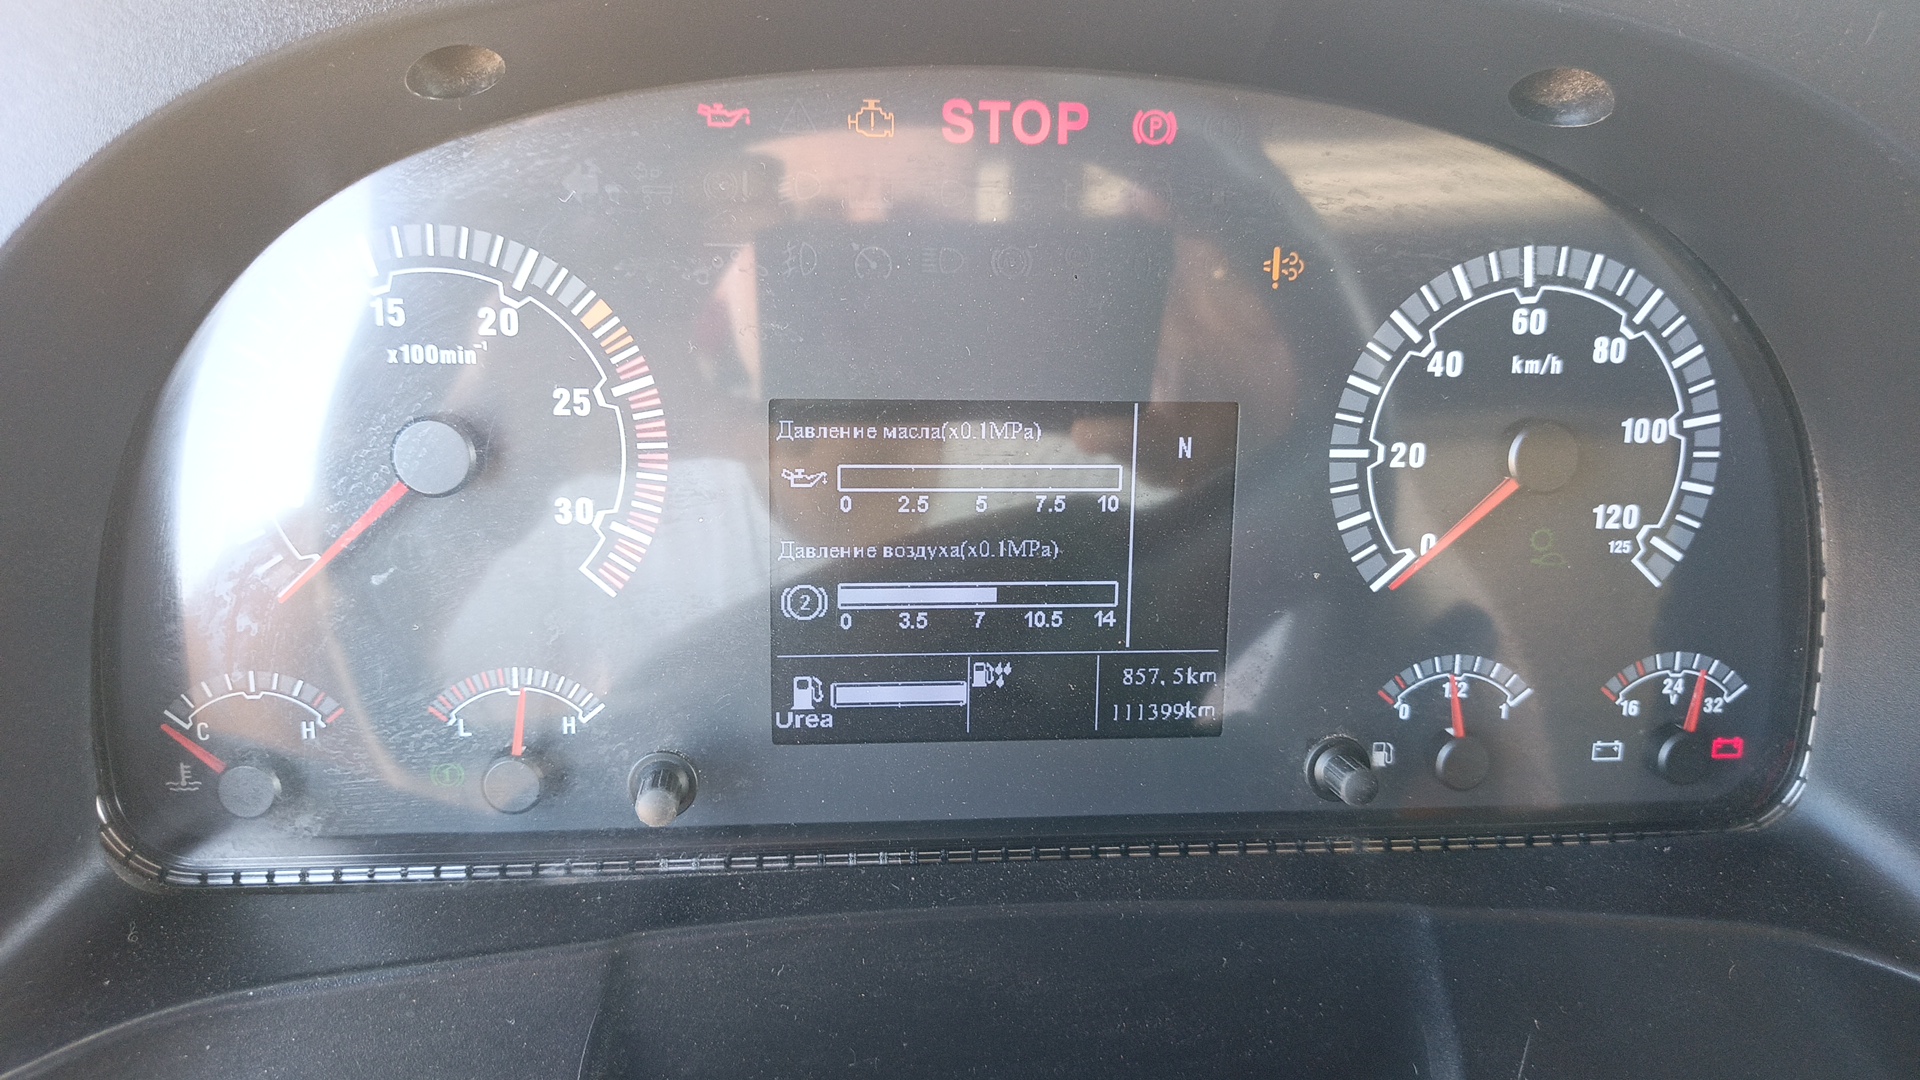 STOP
P
15
20
x100min⁻¹
25
30
60
40
80
km/h
20
100
0
120
125
Давление масла(x0.1MPa)
N
0 2.5 5 7.5 10
Давление воздуха(x0.1MPa)
2
0 3.5 7 10.5 14
857,5km
Urea
111399km
C H
L H
1
0 1/2 1
16 24 32
V